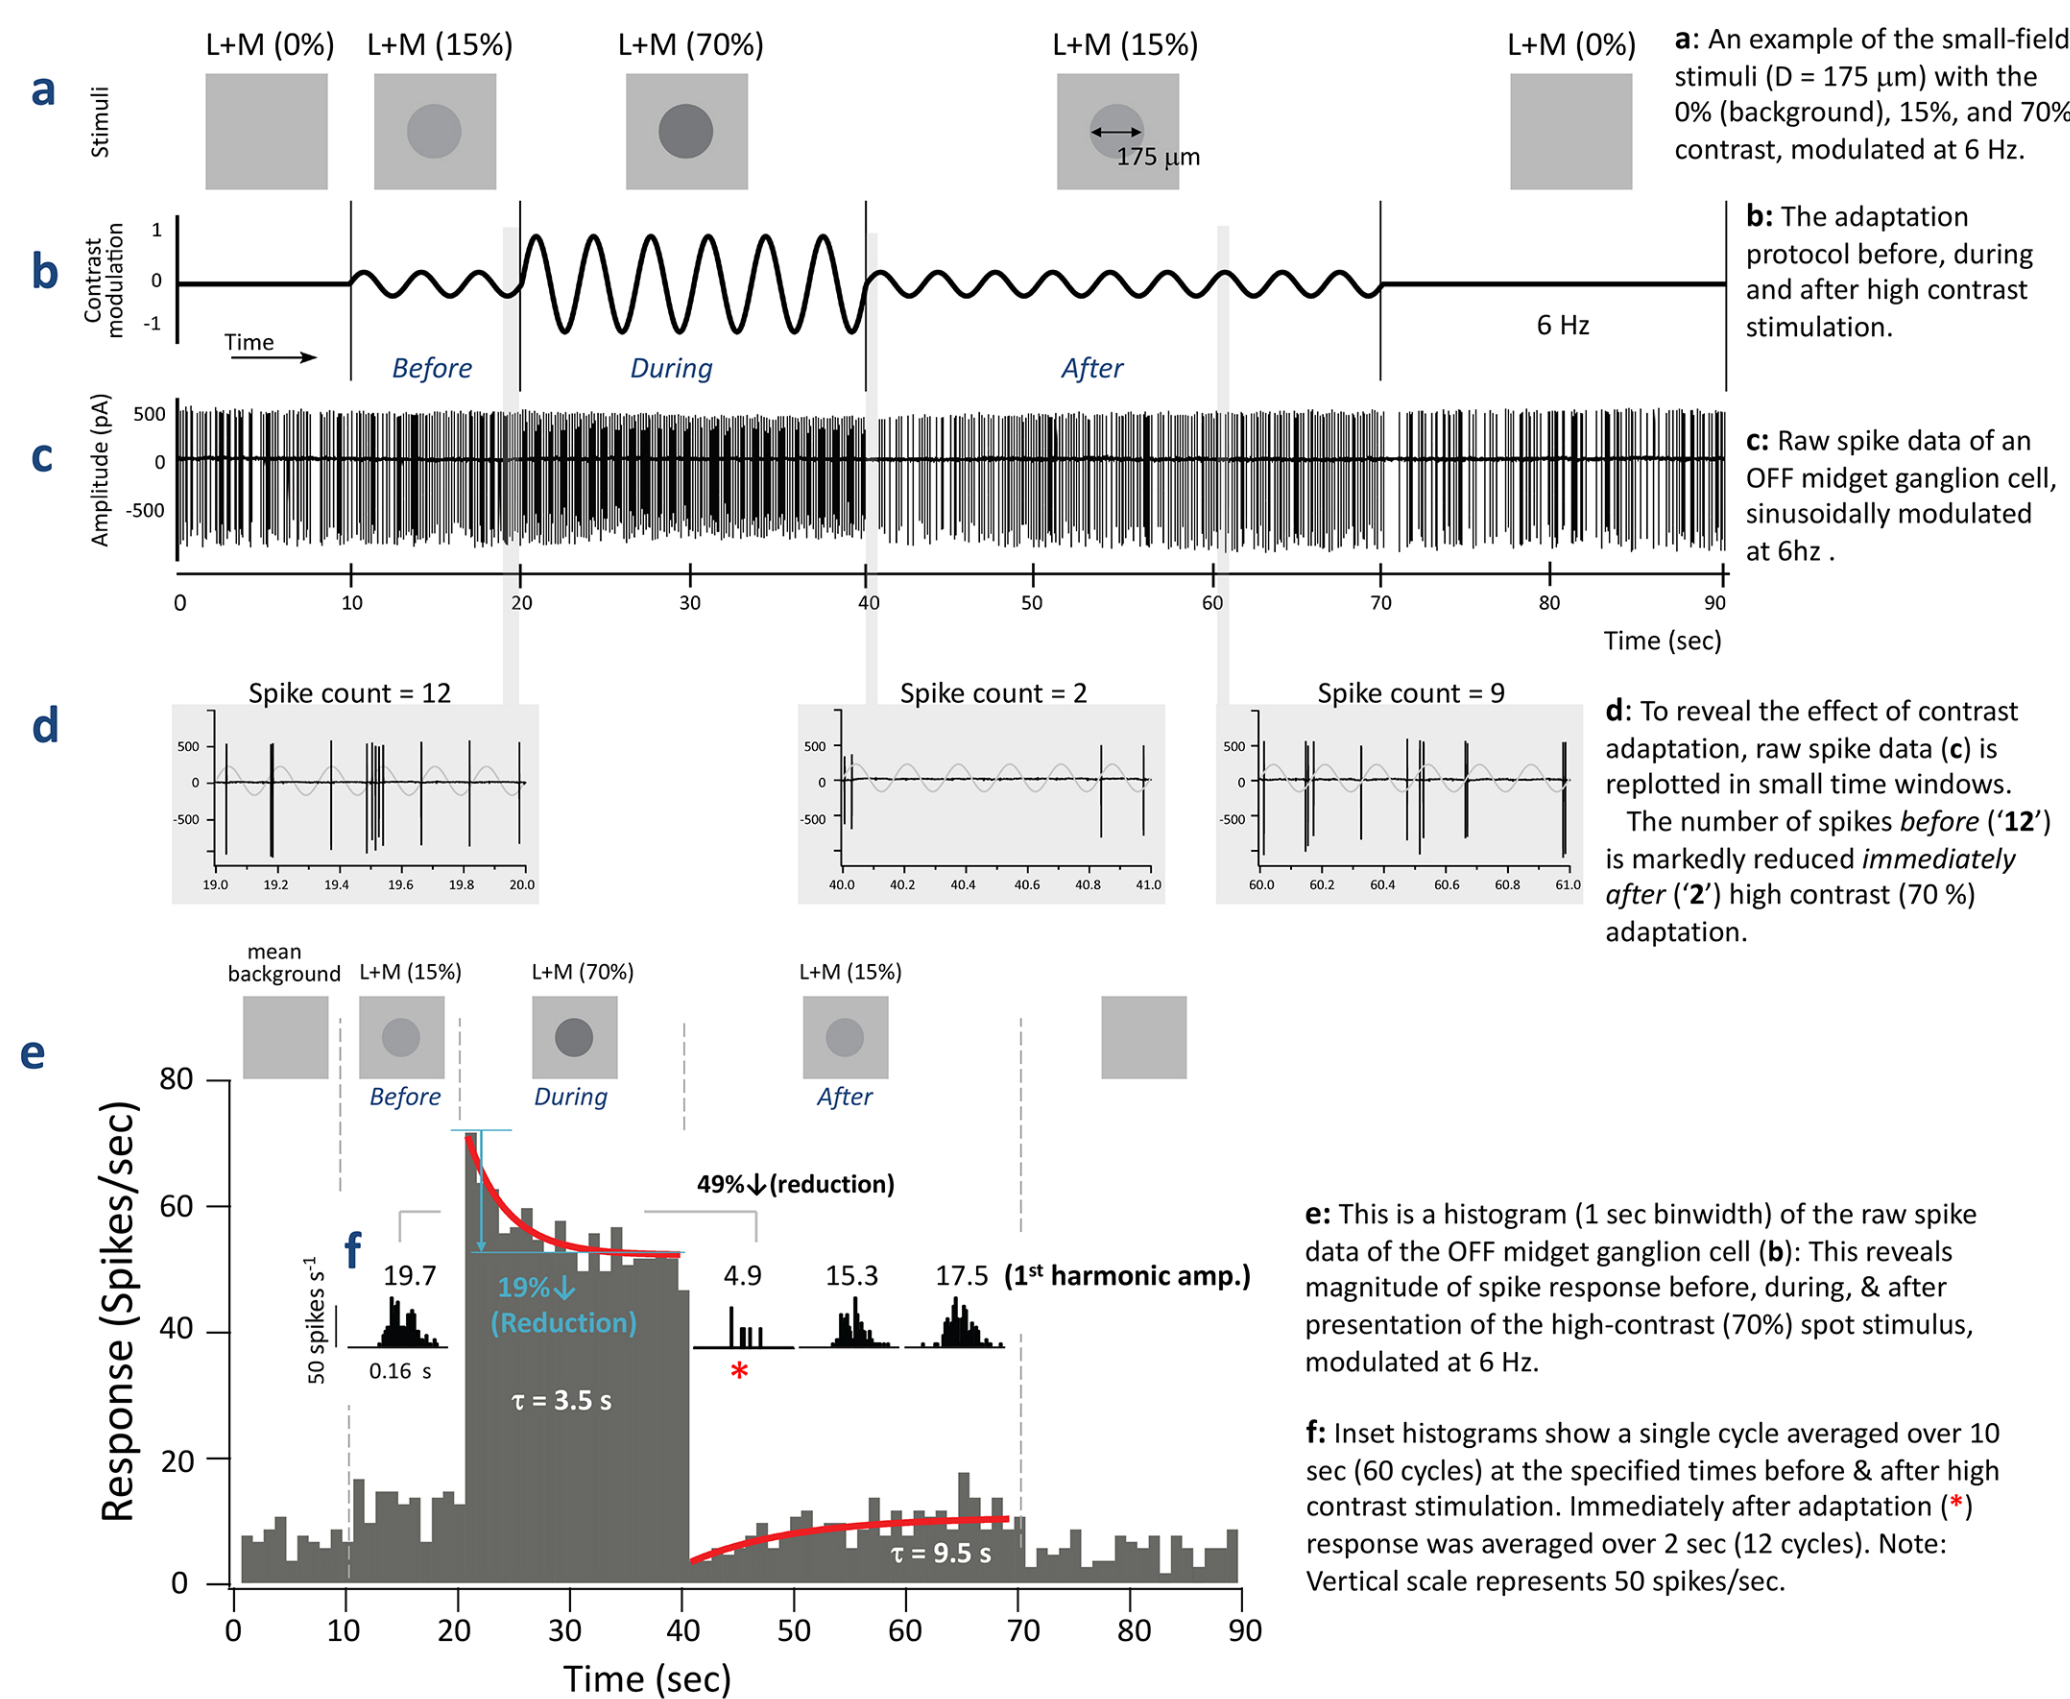 L+M (0%) L+M (15%) L+M (70%) L+M (15%) L+M (0%)
a
Stimuli
175 µm
a: An example of the small-field
stimuli (D = 175 µm) with the
0% (background), 15%, and 70%
contrast, modulated at 6 Hz.
b
Contrast
modulation
1
0
-1
Time
Before During After
6 Hz
b: The adaptation
protocol before, during
and after high contrast
stimulation.
c
Amplitude (pA)
500
0
-500
c: Raw spike data of an
OFF midget ganglion cell,
sinusoidally modulated
at 6hz .
0 10 20 30 40 50 60 70 80 90
Time (sec)
d
Spike count = 12 Spike count = 2 Spike count = 9
500 500 500
0 0 0
-500 -500 -500
19.0 19.2 19.4 19.6 19.8 20.0 40.0 40.2 40.4 40.6 40.8 41.0 60.0 60.2 60.4 60.6 60.8 61.0
d: To reveal the effect of contrast
adaptation, raw spike data (c) is
replotted in small time windows.
The number of spikes before (‘12’)
is markedly reduced immediately
after (‘2’) high contrast (70 %)
adaptation.
e
mean
background L+M (15%) L+M (70%) L+M (15%)
Before During After
Response (Spikes/sec)
80
60
40
20
0
49%↓(reduction)
f
19.7 4.9 15.3 17.5 (1st harmonic amp.)
19%↓
(Reduction)
50 spikes s-1
0.16 s
*
τ = 3.5 s
τ = 9.5 s
0 10 20 30 40 50 60 70 80 90
Time (sec)
e: This is a histogram (1 sec binwidth) of the raw spike
data of the OFF midget ganglion cell (b): This reveals
magnitude of spike response before, during, & after
presentation of the high-contrast (70%) spot stimulus,
modulated at 6 Hz.
f: Inset histograms show a single cycle averaged over 10
sec (60 cycles) at the specified times before & after high
contrast stimulation. Immediately after adaptation (*)
response was averaged over 2 sec (12 cycles). Note:
Vertical scale represents 50 spikes/sec.